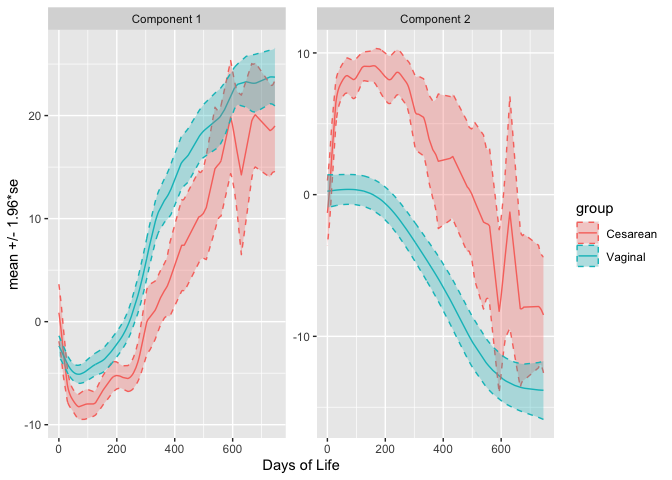 Component 1
Component 2
mean +/- 1.96*se
20
10
0
-10
10
0
-10
0
200
400
600
0
200
400
600
Days of Life
group
Cesarean
Vaginal